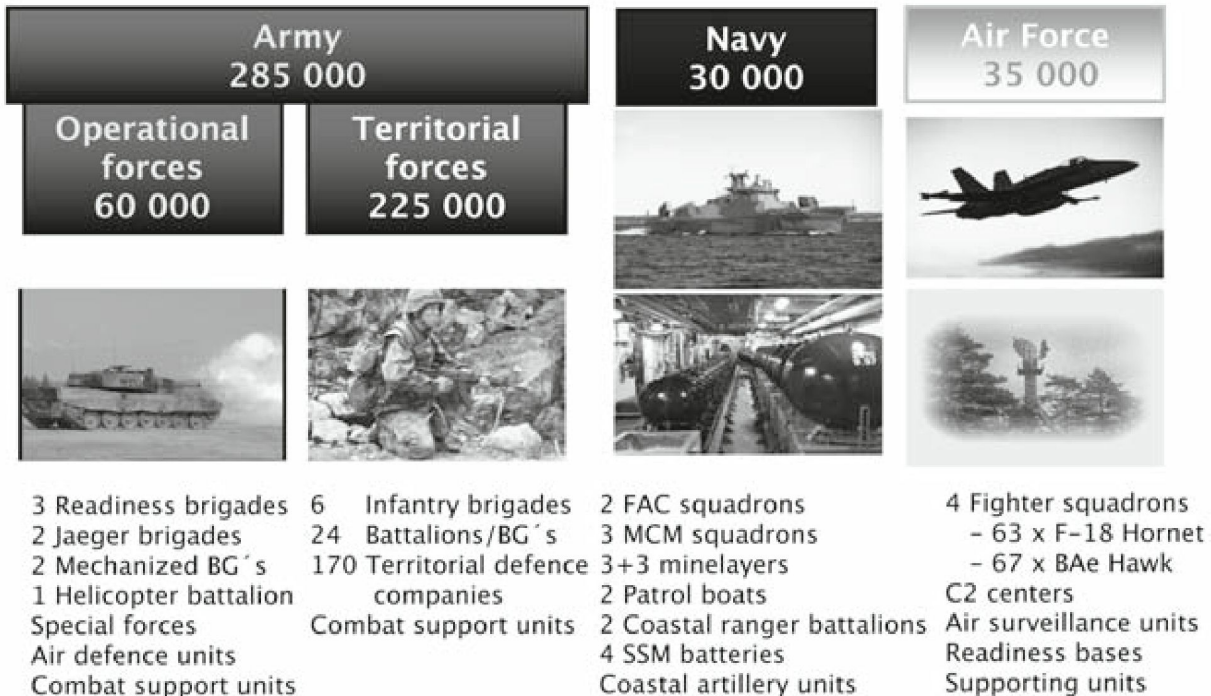 Army
285 000
Operational
forces
60 000
Territorial
forces
225 000
Navy
30 000
Air Force
35 000
3 Readiness brigades
2 Jaeger brigades
2 Mechanized BG´s
1 Helicopter battalion
Special forces
Air defence units
Combat support units
6 Infantry brigades
24 Battalions/BG´s
170 Territorial defence
companies
Combat support units
2 FAC squadrons
3 MCM squadrons
3+3 minelayers
2 Patrol boats
2 Coastal ranger battalions
4 SSM batteries
Coastal artillery units
4 Fighter squadrons
– 63 x F-18 Hornet
– 67 x BAe Hawk
C2 centers
Air surveillance units
Readiness bases
Supporting units